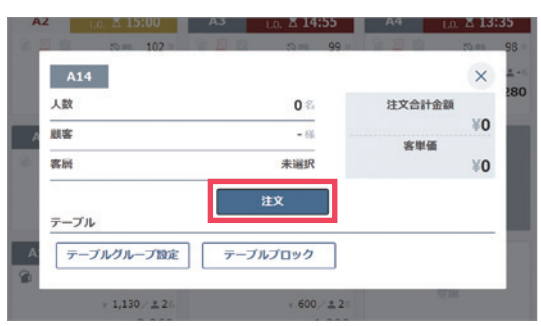 A2 L.O. 15:00 A3 L.O. 14:55 A4 L.O. 13:35
102 99 98
A14 ×
人数 0名
注文合計金額
¥0
280
顧客 -様
客単価
客層 未選択
¥0
注文
テーブル
テーブルグループ設定 テーブルブロック
¥ 1,130 / 2名 ¥ 600 / 2名